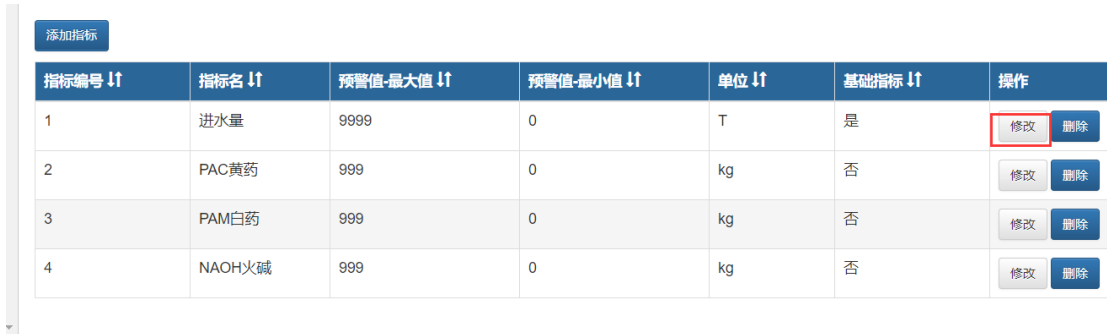 添加指标
指标编号 指标名 预警值-最大值 预警值-最小值 单位 基础指标 操作
1 进水量 9999 0 T 是 修改 删除
2 PAC黄药 999 0 kg 否 修改 删除
3 PAM白药 999 0 kg 否 修改 删除
4 NAOH火碱 999 0 kg 否 修改 删除